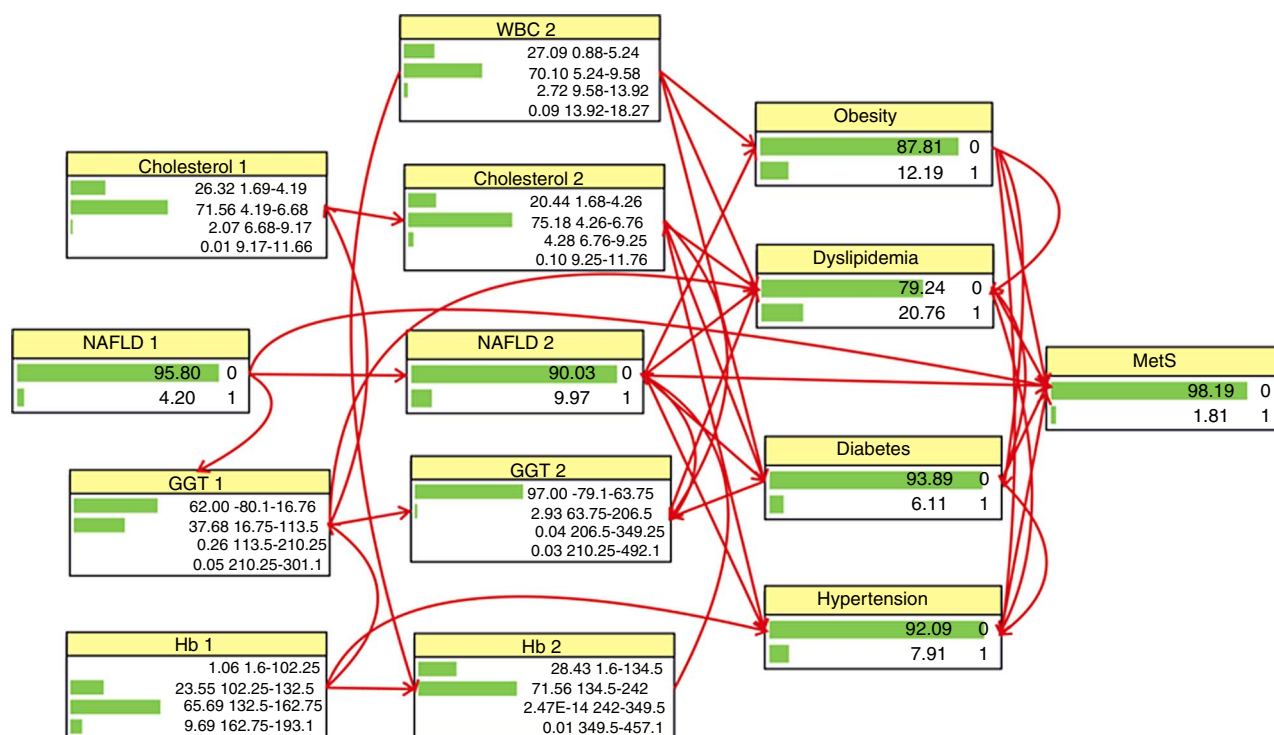 WBC 2
27.09 0.88-5.24
70.10 5.24-9.58
2.72 9.58-13.92
0.09 13.92-18.27
Obesity
87.81 0
12.19 1
Cholesterol 1
26.32 1.69-4.19
71.56 4.19-6.68
2.07 6.68-9.17
0.01 9.17-11.66
Cholesterol 2
20.44 1.68-4.26
75.18 4.26-6.76
4.28 6.76-9.25
0.10 9.25-11.76
Dyslipidemia
79.24 0
20.76 1
NAFLD 1
95.80 0
4.20 1
NAFLD 2
90.03 0
9.97 1
MetS
98.19 0
1.81 1
GGT 1
62.00 -80.1-16.76
37.68 16.75-113.5
0.26 113.5-210.25
0.05 210.25-301.1
GGT 2
97.00 -79.1-63.75
2.93 63.75-206.5
0.04 206.5-349.25
0.03 210.25-492.1
Diabetes
93.89 0
6.11 1
Hypertension
92.09 0
7.91 1
Hb 1
1.06 1.6-102.25
23.55 102.25-132.5
65.69 132.5-162.75
9.69 162.75-193.1
Hb 2
28.43 1.6-134.5
71.56 134.5-242
2.47E-14 242-349.5
0.01 349.5-457.1